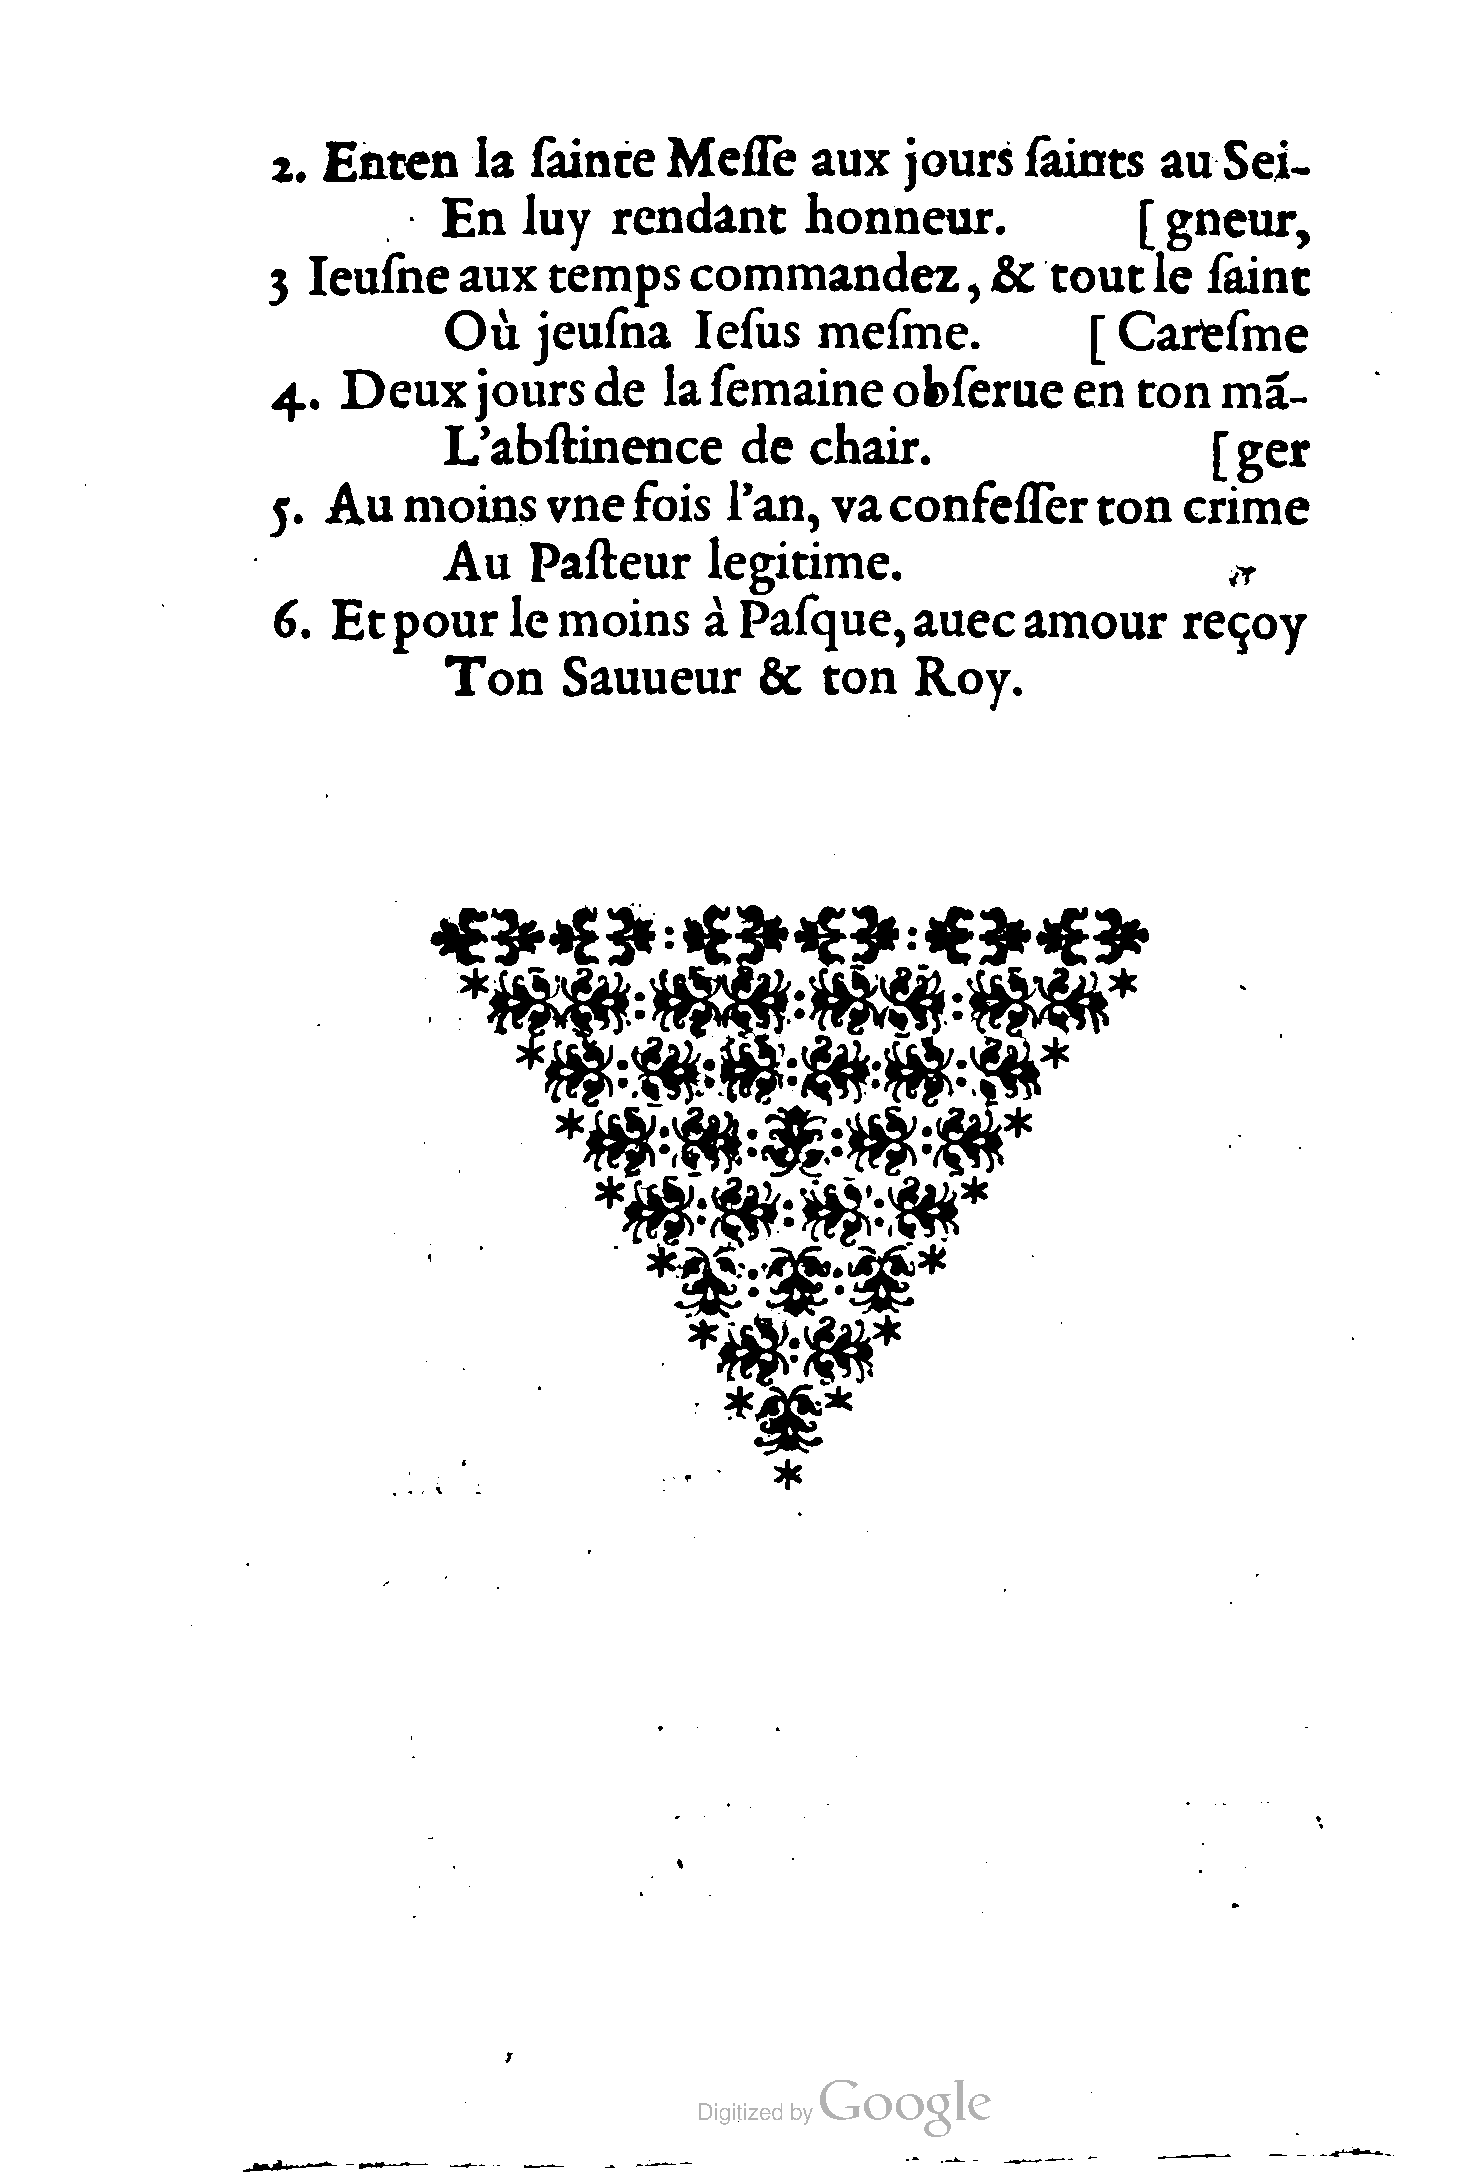 2. Enten la ſainte Meſſe aux jours ſaints au Sei-
En luy rendant honneur. [ gneur,
3 Ieuſne aux temps commandez, & tout le ſaint
Où jeuſna Ieſus meſme. [ Careſme
4. Deux jours de la ſemaine obſerue en ton mã-
L'abſtinence de chair. [ ger
5. Au moins vne fois l'an, va confeſſer ton crime
Au Paſteur legitime.
6. Et pour le moins à Paſque, auec amour reçoy
Ton Sauueur & ton Roy.
Digitized by Google